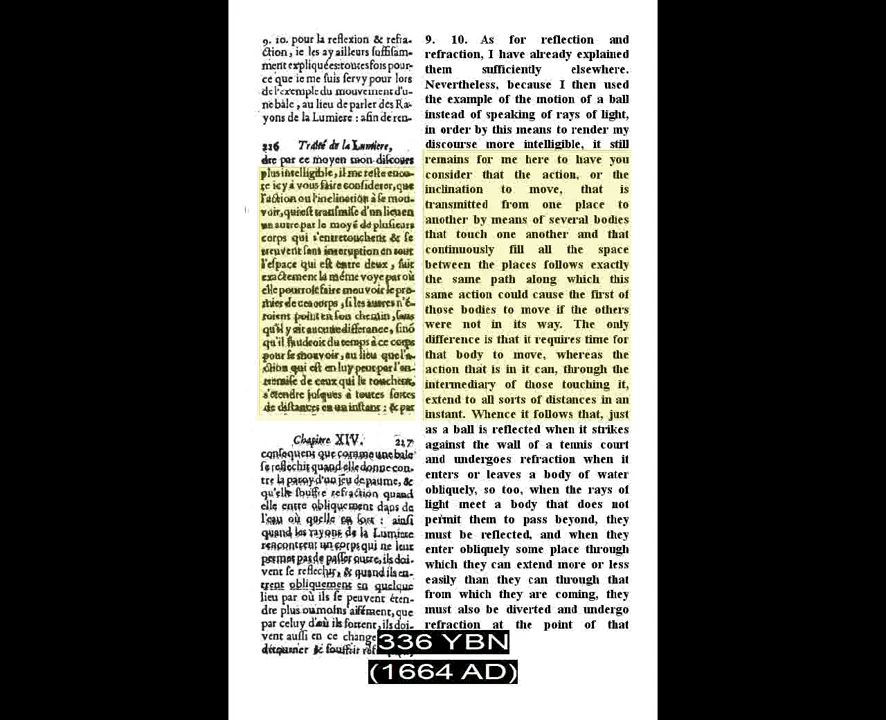 9. 10. pour la reflexion & refra-
ction, ie les ay ailleurs suffisam-
ment expliquées: toutesfois pour-
ce que ie me suis servy pour lors
de l'exemple du mouvement d'u-
ne bale, au lieu de parler des Ra-
yons de la Lumiere: afin de ren-
216 Traité de la Lumiere,
dre par ce moyen mon discours
plus intelligible, il me reste enco-
re icy à vous faire considerer, que
l'action ou l'inclination à se mou-
voir, qui est transmise d'un lieu en
un autre par le moyē de plusieurs
corps qui s'entretouchent & se
treuvent sans interuption en tout
l'espace qui est entre deux, suit
exactement la même voye par où
elle pourroit faire mouvoir le pre-
mier de ces corps, si les autres n'é-
toient point en son chemin, sans
qu'il y ait aucune differance, sinō
qu'il faudroit du temps à ce corps
pour se mouvoir, au lieu que l'a-
ction qui est en luy peut par l'en-
tremise de ceux qui le touchent,
s'étendre jusques à toutes sortes
de distances en un instant: & par
Chapitre XIV. 217
consequent que comme une bale
se reflechit quand elle donne con-
tre la paroy d'un jeu de paume, &
qu'elle souffre refraction quand
elle entre obliquement dans de
l'eau où quelle en sort: ainsi
quand les rayons de la Lumiere
rencontrent un corps qui ne leur
permet pas de passer outre, ils doi-
vent se reflechir, & quand ils en-
trent obliquement en quelque
lieu par où ils se peuvent éten-
dre plus ou moins aisément, que
par celuy d'où ils sortent, ils doi-
vent aussi en ce change
détourner & souffrir
9. 10. As for reflection and
refraction, I have already explained
them sufficiently elsewhere.
Nevertheless, because I then used
the example of the motion of a ball
instead of speaking of rays of light,
in order by this means to render my
discourse more intelligible, it still
remains for me here to have you
consider that the action, or the
inclination to move, that is
transmitted from one place to
another by means of several bodies
that touch one another and that
continuously fill all the space
between the places follows exactly
the same path along which this
same action could cause the first of
those bodies to move if the others
were not in its way. The only
difference is that it requires time for
that body to move, whereas the
action that is in it can, through the
intermediary of those touching it,
extend to all sorts of distances in an
instant. Whence it follows that, just
as a ball is reflected when it strikes
against the wall of a tennis court
and undergoes refraction when it
enters or leaves a body of water
obliquely, so too, when the rays of
light meet a body that does not
permit them to pass beyond, they
must be reflected, and when they
enter obliquely some place through
which they can extend more or less
easily than they can through that
from which they are coming, they
must also be diverted and undergo
refraction at the point of that
336 YBN
(1664 AD)